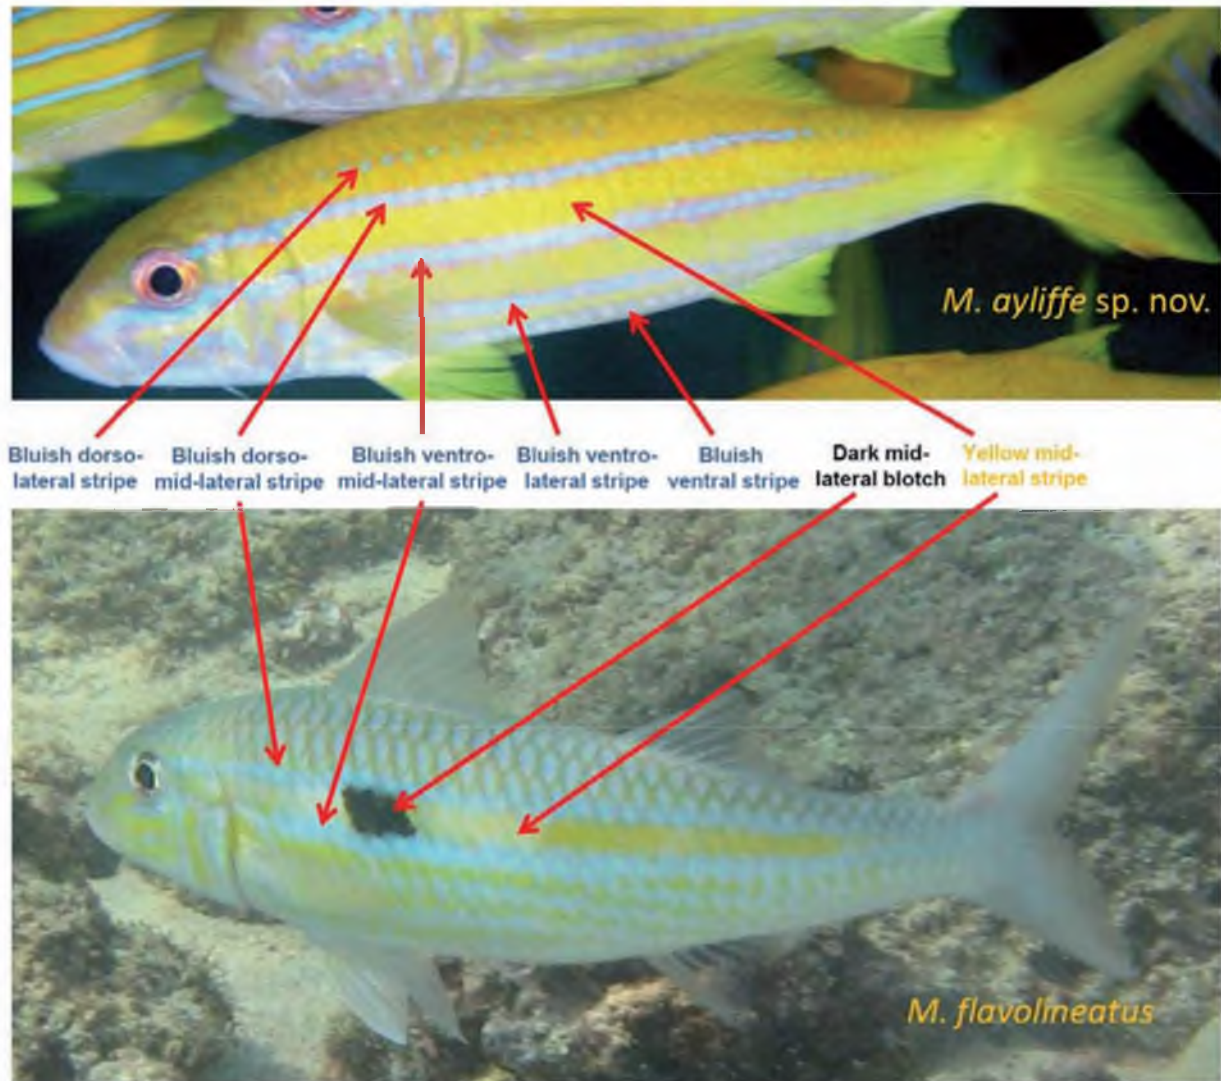 M. ayliffe sp. nov.
Bluish dorso-
lateral stripe
Bluish dorso-
mid-lateral stripe
Bluish ventro-
mid-lateral stripe
Bluish ventro-
lateral stripe
Bluish
ventral stripe
Dark mid-
lateral blotch
Yellow mid-
lateral stripe
M. flavolineatus